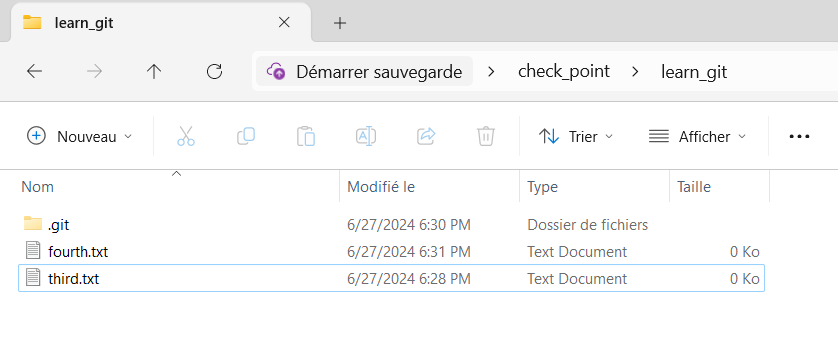 learn_git
Démarrer sauvegarde > check_point > learn_git
Nouveau Trier Afficher
Nom Modifié le Type Taille
.git 6/27/2024 6:30 PM Dossier de fichiers
fourth.txt 6/27/2024 6:31 PM Text Document 0 Ko
third.txt 6/27/2024 6:28 PM Text Document 0 Ko